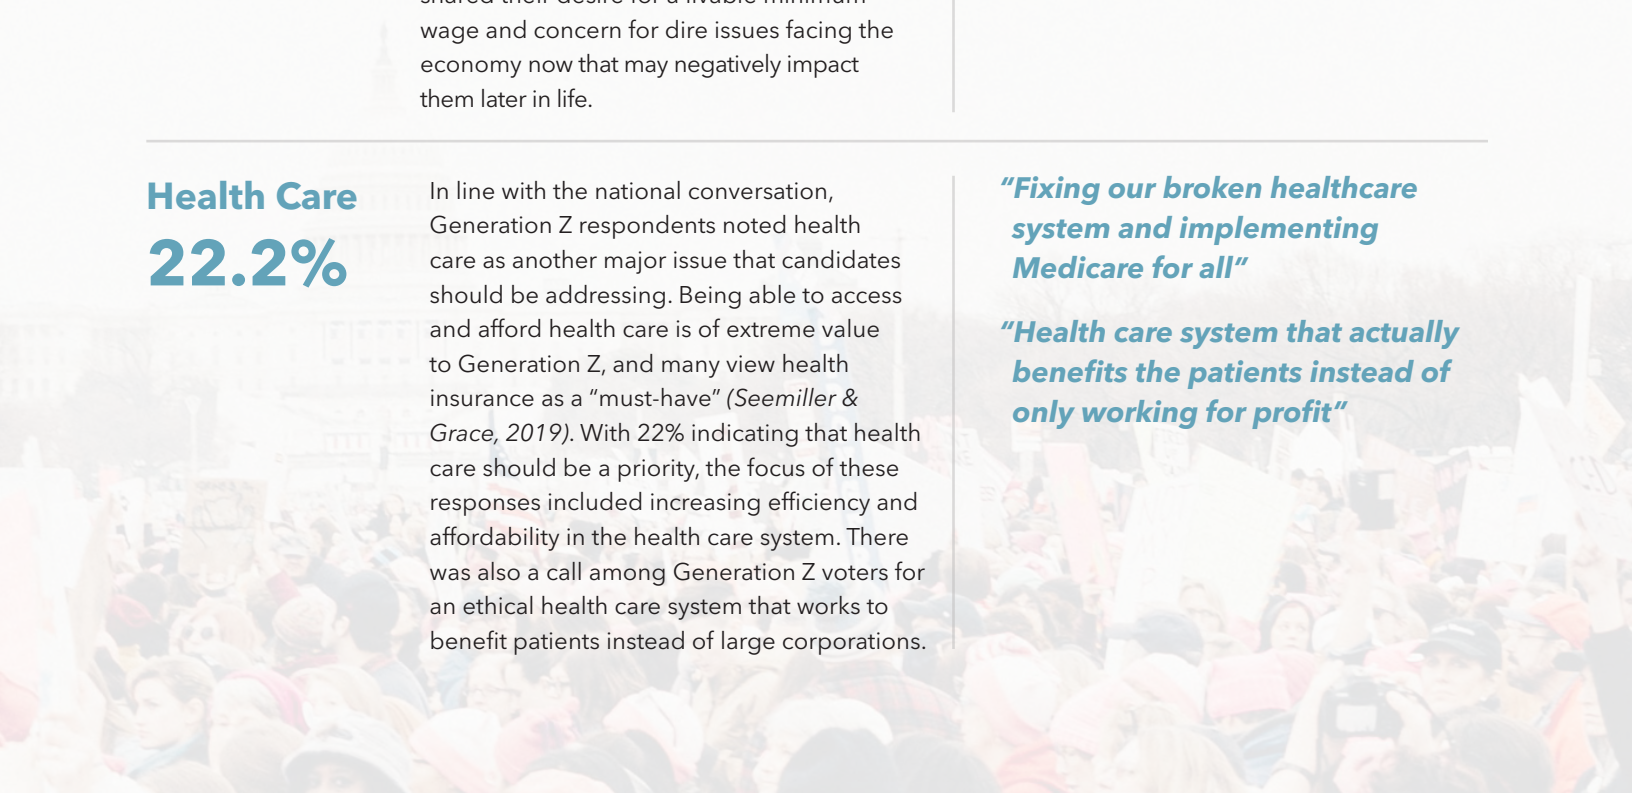 shared their desire for a livable minimum
wage and concern for dire issues facing the
economy now that may negatively impact
them later in life.
Health Care
22.2%
In line with the national conversation,
Generation Z respondents noted health
care as another major issue that candidates
should be addressing. Being able to access
and afford health care is of extreme value
to Generation Z, and many view health
insurance as a “must-have” (Seemiller &
Grace, 2019). With 22% indicating that health
care should be a priority, the focus of these
responses included increasing efficiency and
affordability in the health care system. There
was also a call among Generation Z voters for
an ethical health care system that works to
benefit patients instead of large corporations.
“Fixing our broken healthcare
system and implementing
Medicare for all”
“Health care system that actually
benefits the patients instead of
only working for profit”